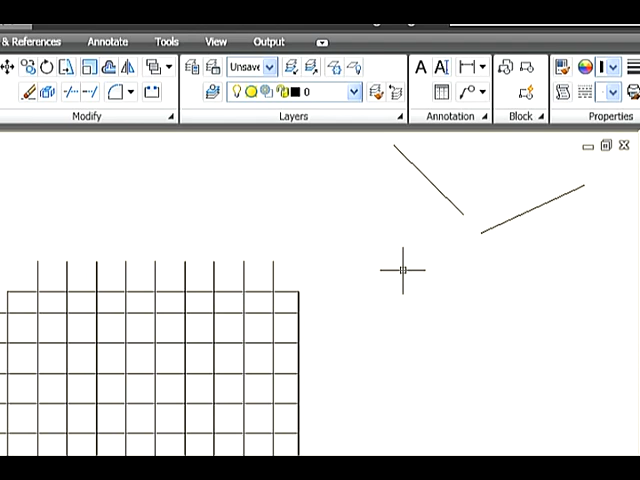 & References Annotate Tools View Output
Unsave
0
A A
Modify Layers Annotation Block Properties